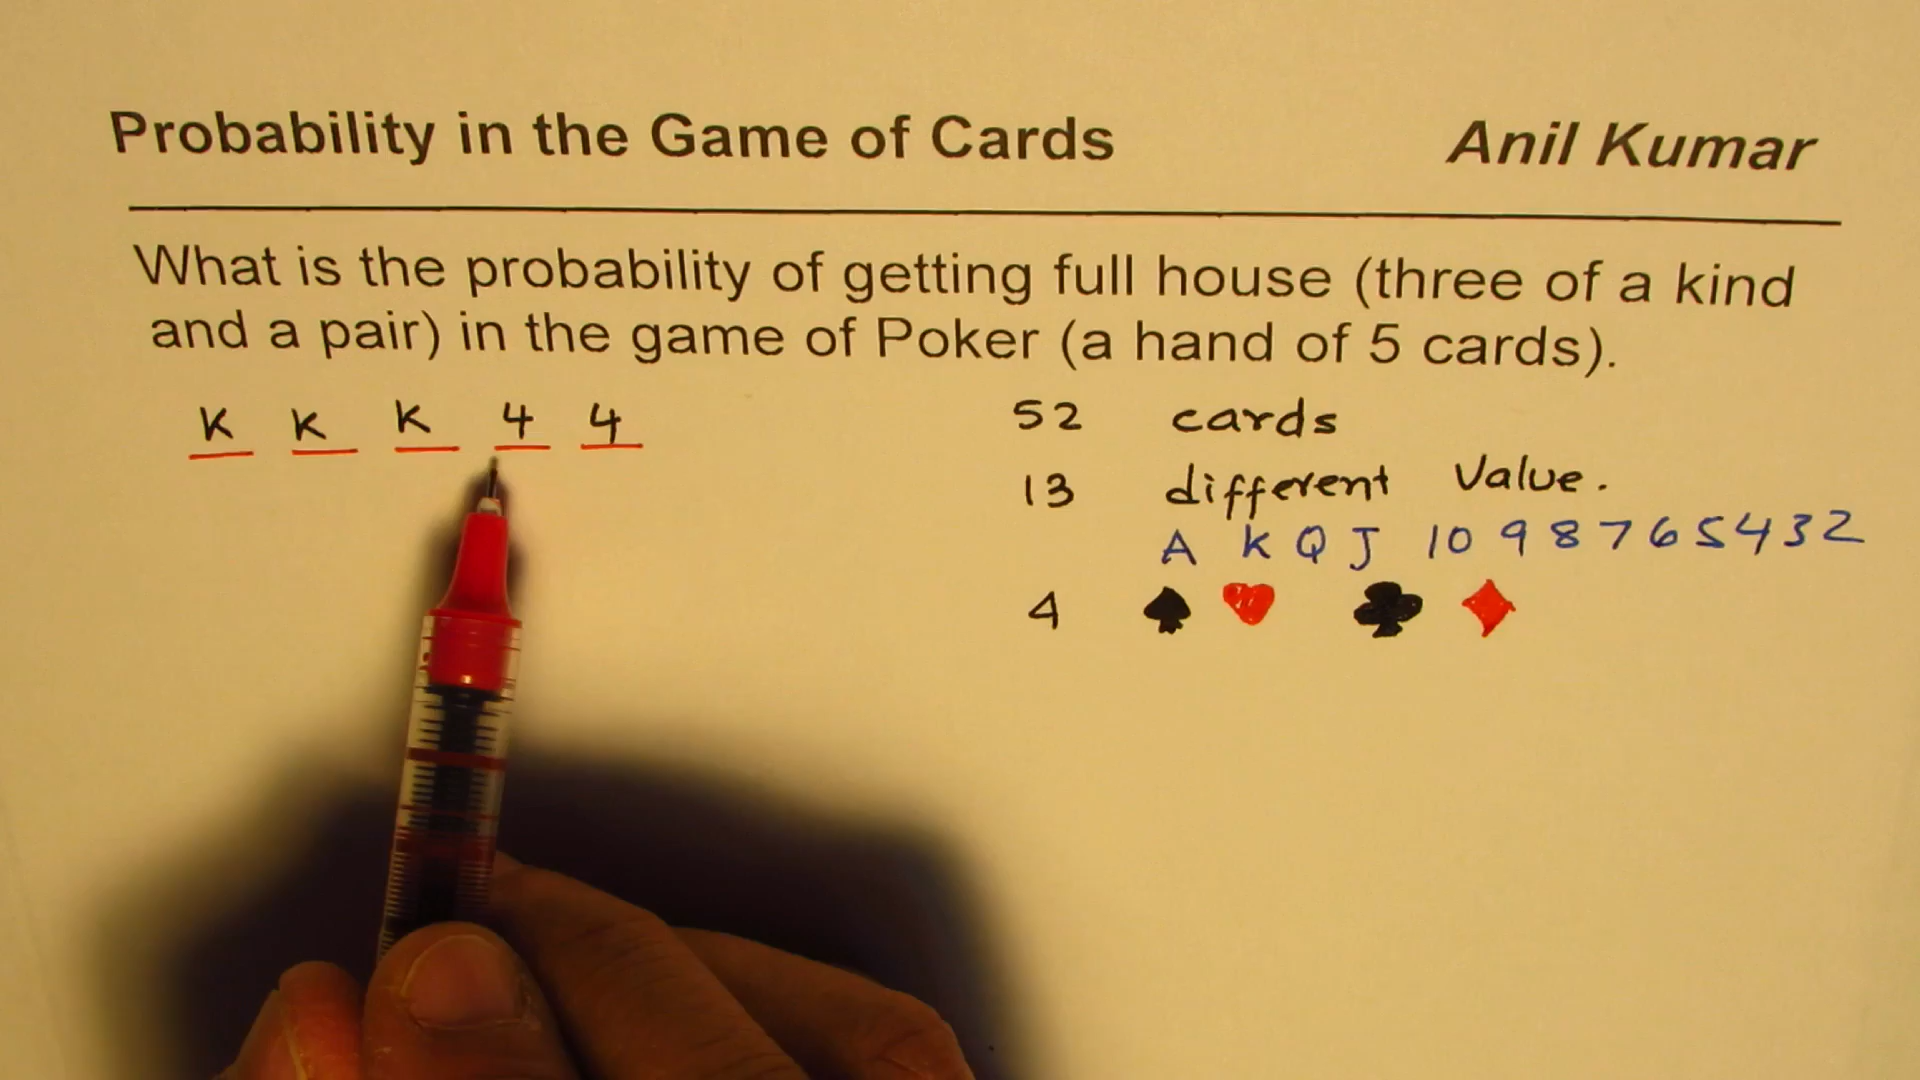 Probability in the Game of Cards Anil Kumar
What is the probability of getting full house (three of a kind
and a pair) in the game of Poker (a hand of 5 cards).
K K K 4 4
52 cards
13 different Value.
A K Q J 10 9 8 7 6 5 4 3 2
4 ♠ ♥ ♣ ♦